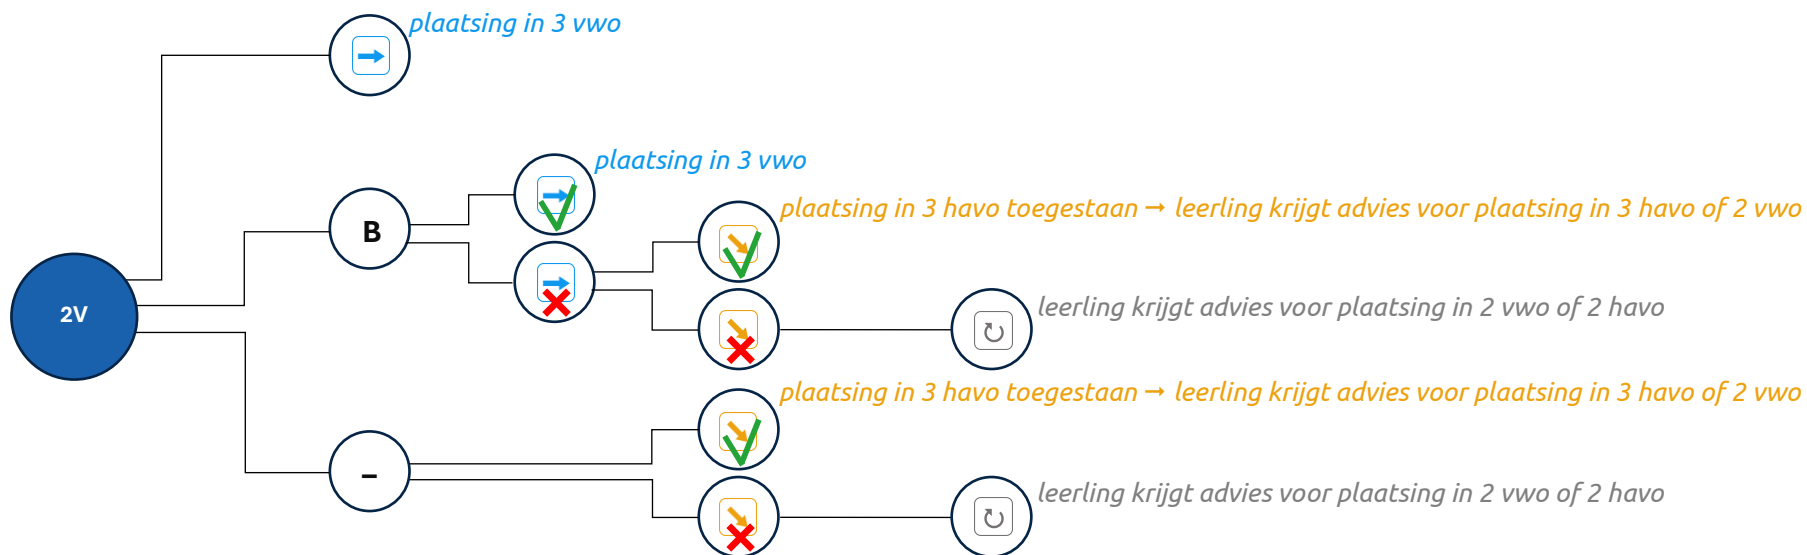 plaatsing in 3 vwo
plaatsing in 3 vwo
plaatsing in 3 havo toegestaan → leerling krijgt advies voor plaatsing in 3 havo of 2 vwo
B
leerling krijgt advies voor plaatsing in 2 vwo of 2 havo
2V
plaatsing in 3 havo toegestaan → leerling krijgt advies voor plaatsing in 3 havo of 2 vwo
–
leerling krijgt advies voor plaatsing in 2 vwo of 2 havo